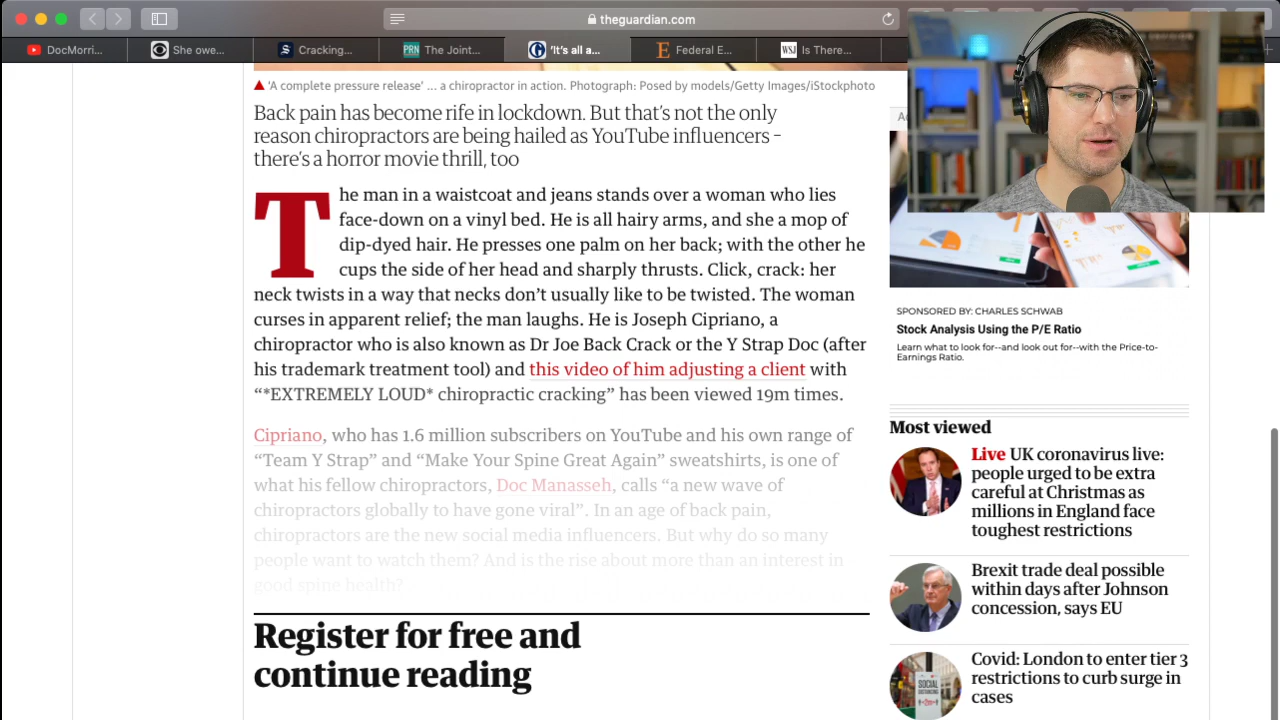 theguardian.com
DocMorri...
She owe...
Cracking...
PRN
The Joint...
'It's all a...
Federal E...
WSJ
Is There...
'A complete pressure release' ... a chiropractor in action. Photograph: Posed by models/Getty Images/iStockphoto
Back pain has become rife in lockdown. But that's not the only
reason chiropractors are being hailed as YouTube influencers –
there's a horror movie thrill, too
The man in a waistcoat and jeans stands over a woman who lies
face-down on a vinyl bed. He is all hairy arms, and she a mop of
dip-dyed hair. He presses one palm on her back; with the other he
cups the side of her head and sharply thrusts. Click, crack: her
neck twists in a way that necks don't usually like to be twisted. The woman
curses in apparent relief; the man laughs. He is Joseph Cipriano, a
chiropractor who is also known as Dr Joe Back Crack or the Y Strap Doc (after
his trademark treatment tool) and this video of him adjusting a client with
“*EXTREMELY LOUD* chiropractic cracking” has been viewed 19m times.
Cipriano, who has 1.6 million subscribers on YouTube and his own range of
“Team Y Strap” and “Make Your Spine Great Again” sweatshirts, is one of
what his fellow chiropractors, Doc Manasseh, calls “a new wave of
chiropractors globally to have gone viral”. In an age of back pain,
chiropractors are the new social media influencers. But why do so many
people want to watch them? And is the rise about more than an interest in
good spine health?
Register for free and
continue reading
SPONSORED BY: CHARLES SCHWAB
Stock Analysis Using the P/E Ratio
Learn what to look for--and look out for--with the Price-to-
Earnings Ratio.
Most viewed
Live UK coronavirus live:
people urged to be extra
careful at Christmas as
millions in England face
toughest restrictions
Brexit trade deal possible
within days after Johnson
concession, says EU
Covid: London to enter tier 3
restrictions to curb surge in
cases
SOCIAL